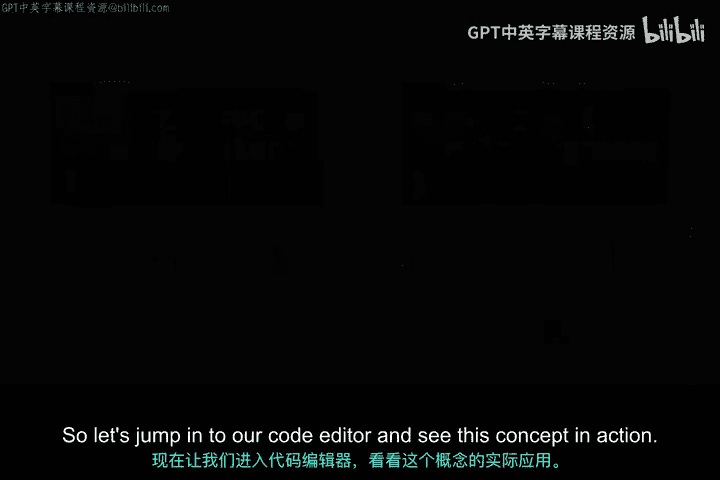 GPT中英字幕课程资源@bilibili.com
GPT中英字幕课程资源 bilibili
So let's jump in to our code editor and see this concept in action.
现在让我们进入代码编辑器，看看这个概念的实际应用。